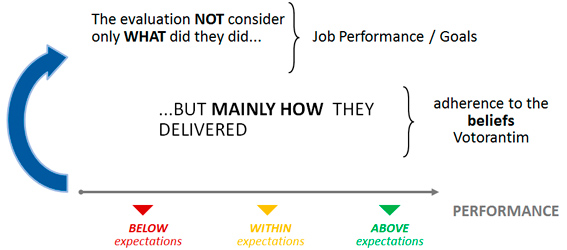 The evaluation NOT consider
only WHAT did they did...
Job Performance / Goals
...BUT MAINLY HOW THEY
DELIVERED
adherence to the
beliefs
Votorantim
PERFORMANCE
BELOW
expectations
WITHIN
expectations
ABOVE
expectations